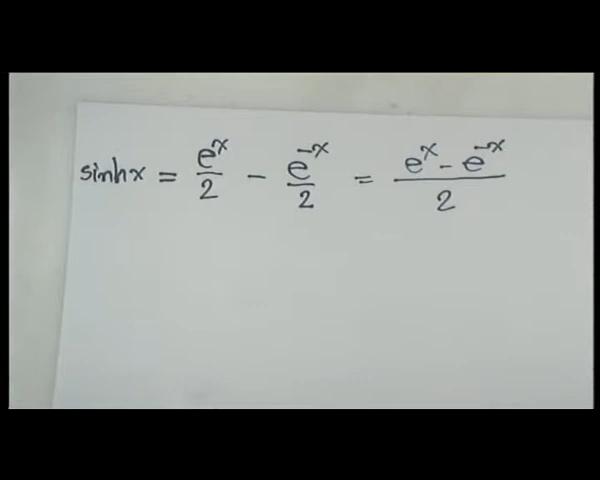 sinhx = e^x/2 - e^-x/2 = (e^x - e^-x)/2